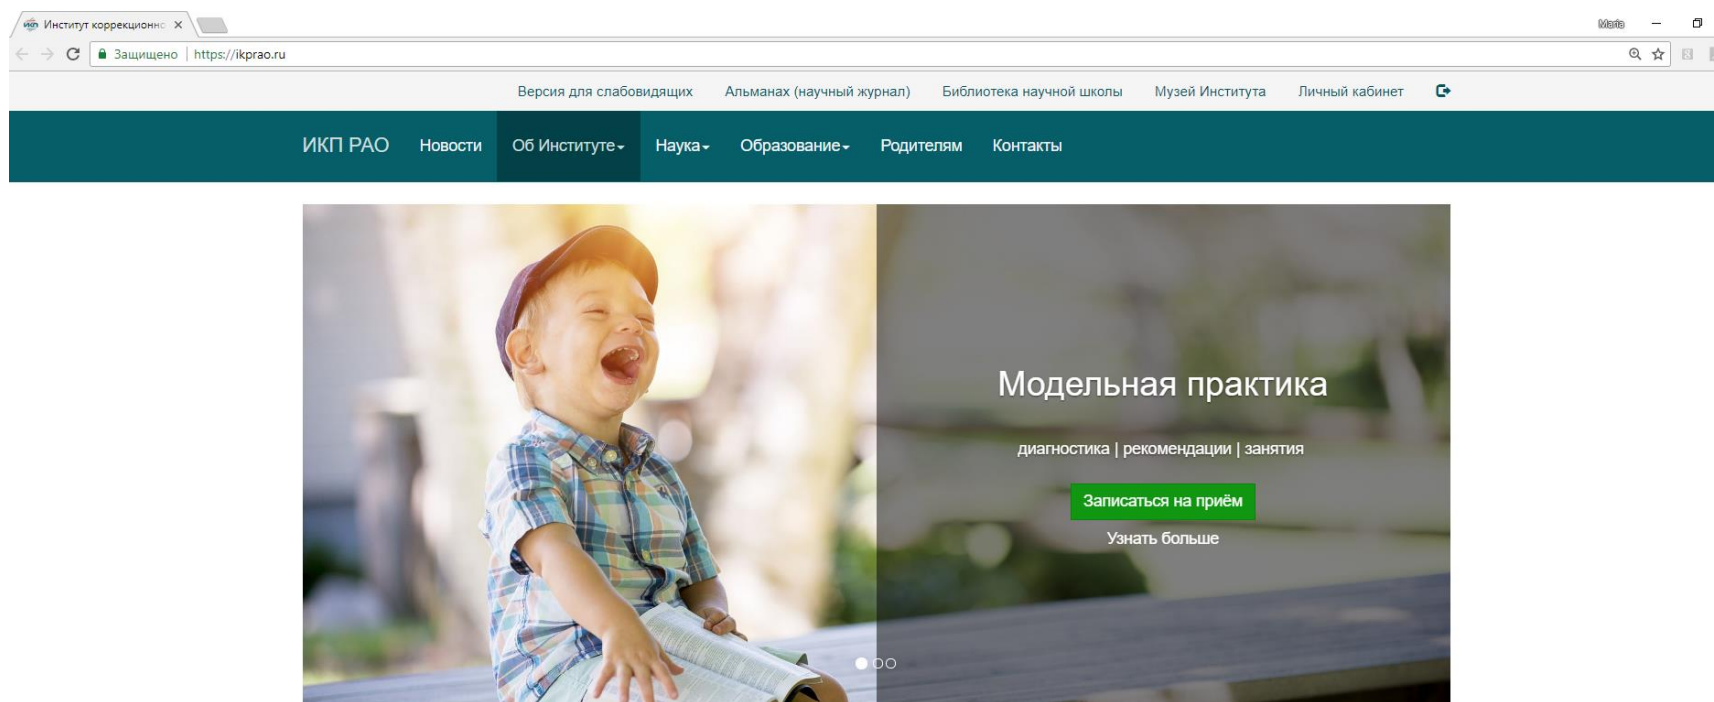 Институт коррекционно
Maria
Защищено https://ikprao.ru
Версия для слабовидящих Альманах (научный журнал) Библиотека научной школы Музей Института Личный кабинет
ИКП РАО Новости Об Институте Наука Образование Родителям Контакты
Модельная практика
диагностика | рекомендации | занятия
Записаться на приём
Узнать больше